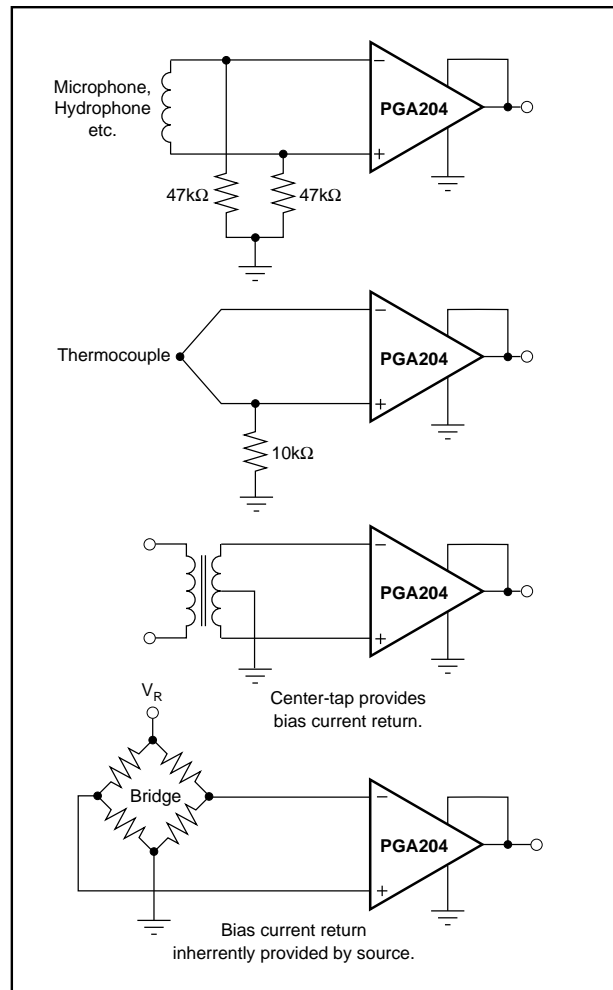 Microphone,
Hydrophone
etc.
–
PGA204
+
47kΩ
47kΩ
Thermocouple
–
PGA204
+
10kΩ
–
PGA204
+
Center-tap provides
bias current return.
VR
Bridge
–
PGA204
+
Bias current return
inherrently provided by source.